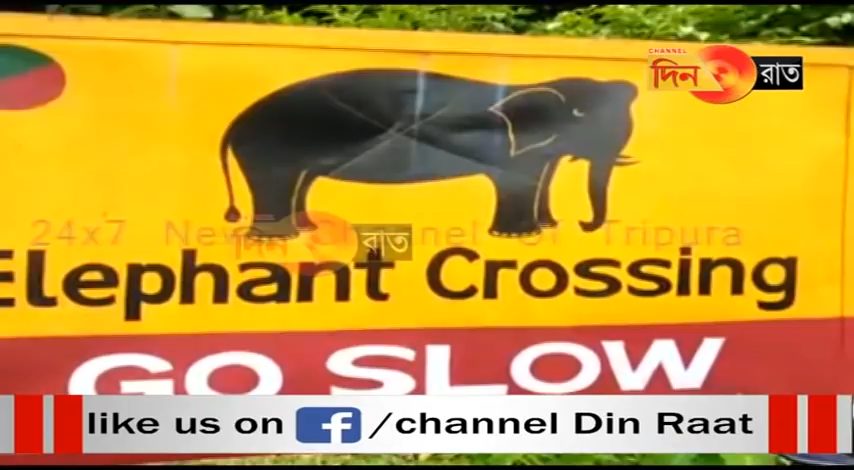 CHANNEL
দিন রাত
24x7 News Channel of Tripura
রাত
Elephant Crossing
GO SLOW
like us on f/channel Din Raat